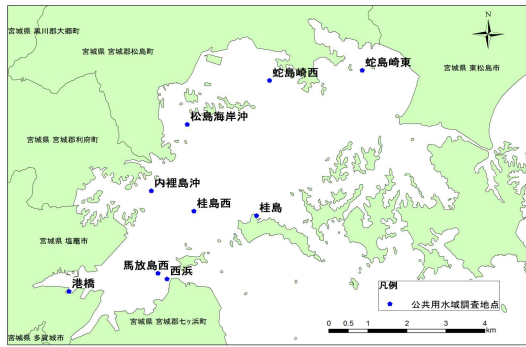 宮城県 黒川郡大郷町
宮城県 宮城郡松島町
蛇島崎西
蛇島崎東
宮城県 東松島市
松島海岸沖
宮城県 宮城郡利府町
内裡島沖
桂島西
桂島
宮城県 塩竈市
馬放島西
西浜
港橋
凡例
公共用水域調査地点
宮城県 宮城郡七ヶ浜町
宮城県 多賀城市
0 0.5 1 2 3 4
km
N